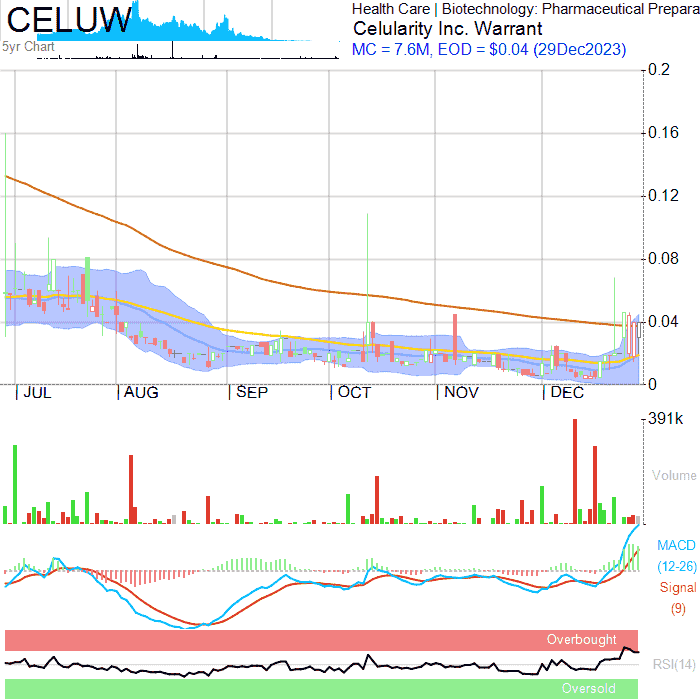 CELUW
Health Care | Biotechnology: Pharmaceutical Prepara
Celularity Inc. Warrant
5yr Chart
MC = 7.6M, EOD = $0.04 (29Dec2023)
0.2
0.16
0.12
0.08
0.04
0
| JUL | AUG | SEP | OCT | NOV | DEC
391k
Volume
MACD
(12-26)
Signal
(9)
Overbought
RSI(14)
Oversold